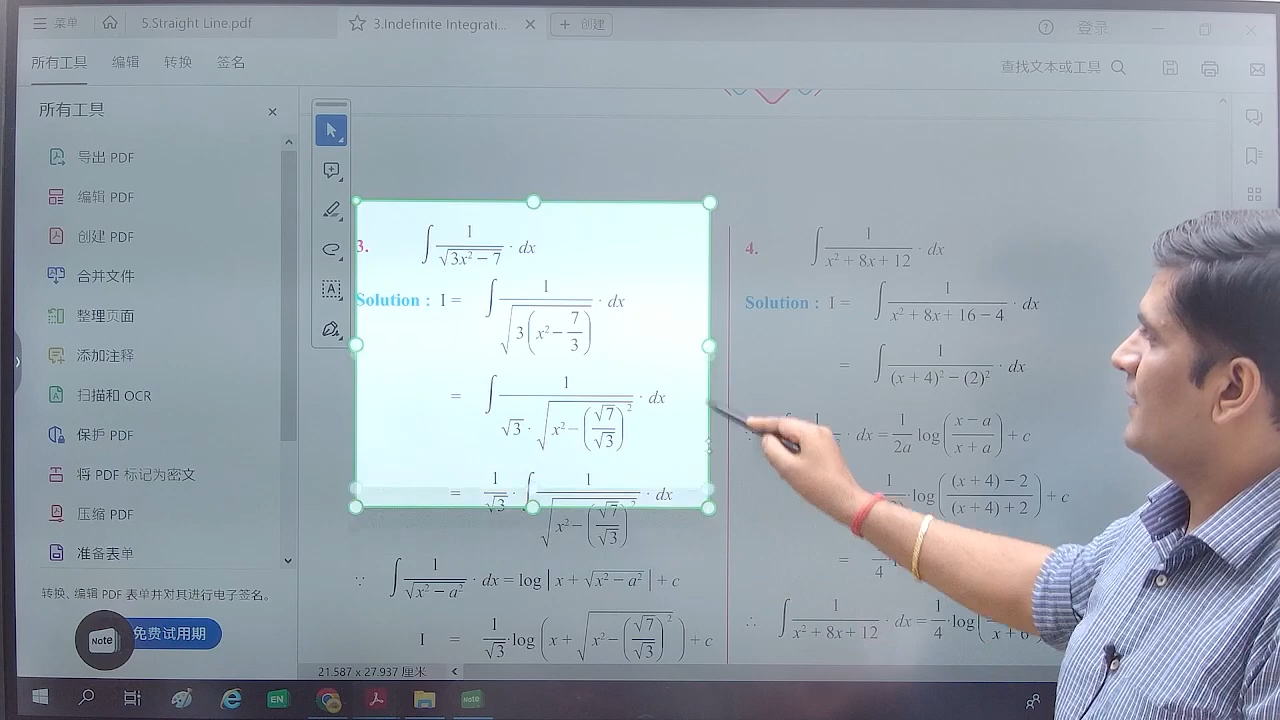 菜单
5.Straight Line.pdf
3.Indefinite Integrati...
+ 创建
登录
所有工具 编辑 转换 签名
查找文本或工具
所有工具
导出 PDF
编辑 PDF
创建 PDF
合并文件
整理页面
添加注释
扫描和 OCR
保护 PDF
将 PDF 标记为密文
压缩 PDF
准备表单
转换、编辑 PDF 表单并对其进行电子签名。
Note 免费试用期
3. ∫ 1/√(3x² − 7) · dx
Solution : I = ∫ 1/√(3(x² − 7/3)) · dx
= ∫ 1/(√3 · √(x² − (√7/√3)²)) · dx
= 1/√3 · ∫ 1/√(x² − (√7/√3)²) · dx
∵ ∫ 1/√(x² − a²) · dx = log | x + √(x² − a²) | + c
I = 1/√3 · log (x + √(x² − (√7/√3)²)) + c
4. ∫ 1/(x² + 8x + 12) · dx
Solution : I = ∫ 1/(x² + 8x + 16 − 4) · dx
= ∫ 1/((x + 4)² − (2)²) · dx
· dx = 1/2a log((x − a)/(x + a)) + c
· log(((x + 4) − 2)/((x + 4) + 2)) + c
=
∴ ∫ 1/(x² + 8x + 12) · dx = 1/4 · log(
21.587 x 27.937 厘米
EN
Note